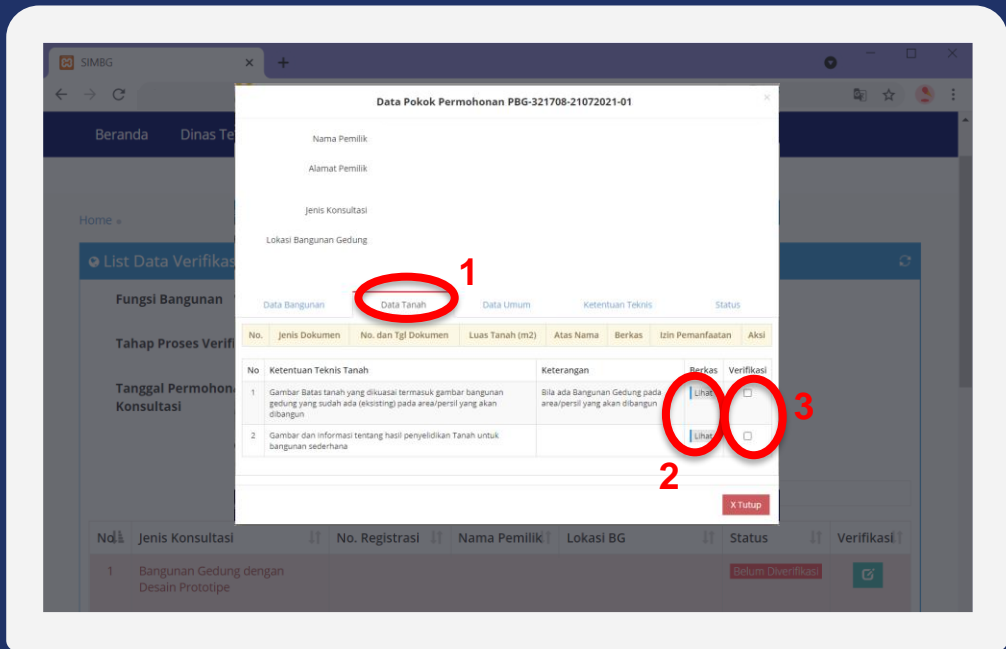 SIMBG
Data Pokok Permohonan PBG-321708-21072021-01
Beranda Dinas Te
Nama Pemilik
Alamat Pemilik
Jenis Konsultasi
Home »
Lokasi Bangunan Gedung
List Data Verifikas
1
Fungsi Bangunan
Data Bangunan Data Tanah Data Umum Ketentuan Teknis Status
No. Jenis Dokumen No. dan Tgl Dokumen Luas Tanah (m2) Atas Nama Berkas Izin Pemanfaatan Aksi
Tahap Proses Verifi
No Ketentuan Teknis Tanah Keterangan Berkas Verifikasi
Tanggal Permohon
Konsultasi
1 Gambar Batas tanah yang dikuasai termasuk gambar bangunan Bila ada Bangunan Gedung pada Lihat
gedung yang sudah ada (eksisting) pada area/persil yang akan area/persil yang akan dibangun
dibangun
3
2 Gambar dan Informasi tentang hasil penyelidikan Tanah untuk Lihat
bangunan sederhana
2
X Tutup
No. Jenis Konsultasi No. Registrasi Nama Pemilik Lokasi BG Status Verifikasi
1 Bangunan Gedung dengan Belum Diverifikasi
Desain Prototipe